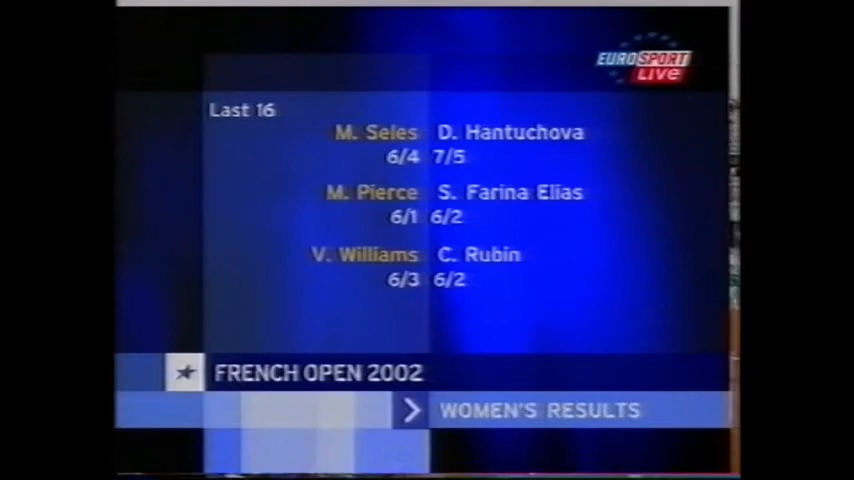 EUROSPORT
LIVE
Last 16
M. Seles D. Hantuchova
6/4 7/5
M. Pierce S. Farina Elias
6/1 6/2
V. Williams C. Rubin
6/3 6/2
FRENCH OPEN 2002
WOMEN'S RESULTS